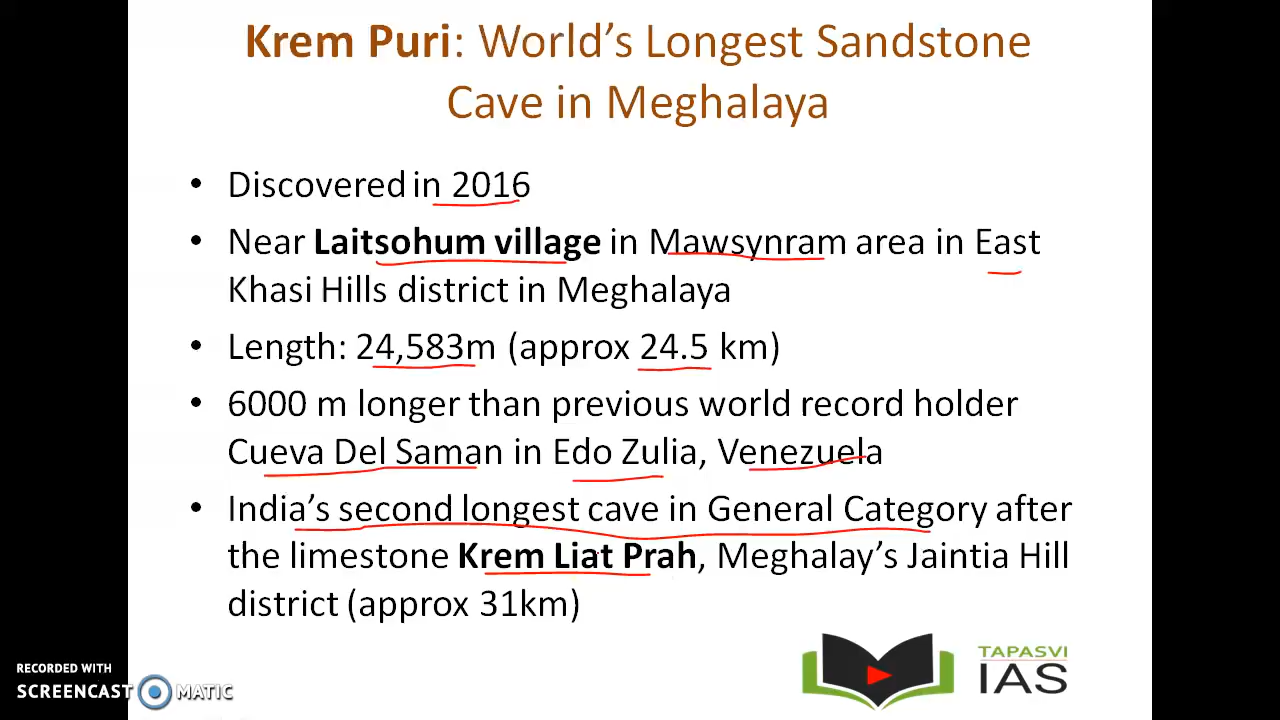 Krem Puri: World's Longest Sandstone
Cave in Meghalaya
• Discovered in 2016
• Near Laitsohum village in Mawsynram area in East
Khasi Hills district in Meghalaya
• Length: 24,583m (approx 24.5 km)
• 6000 m longer than previous world record holder
Cueva Del Saman in Edo Zulia, Venezuela
• India's second longest cave in General Category after
the limestone Krem Liat Prah, Meghalay's Jaintia Hill
district (approx 31km)
TAPASVI
IAS
RECORDED WITH
SCREENCAST MATIC